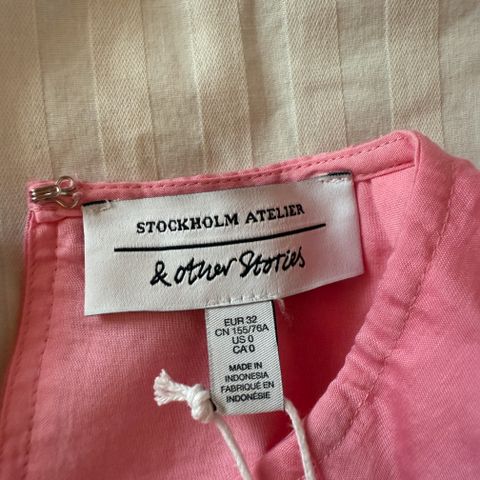 STOCKHOLM ATELIER
& Other Stories
EUR 32
CN 155/76A
US 0
CA 0
MADE IN
INDONESIA
FABRIQUÉ EN
INDONÉSIE